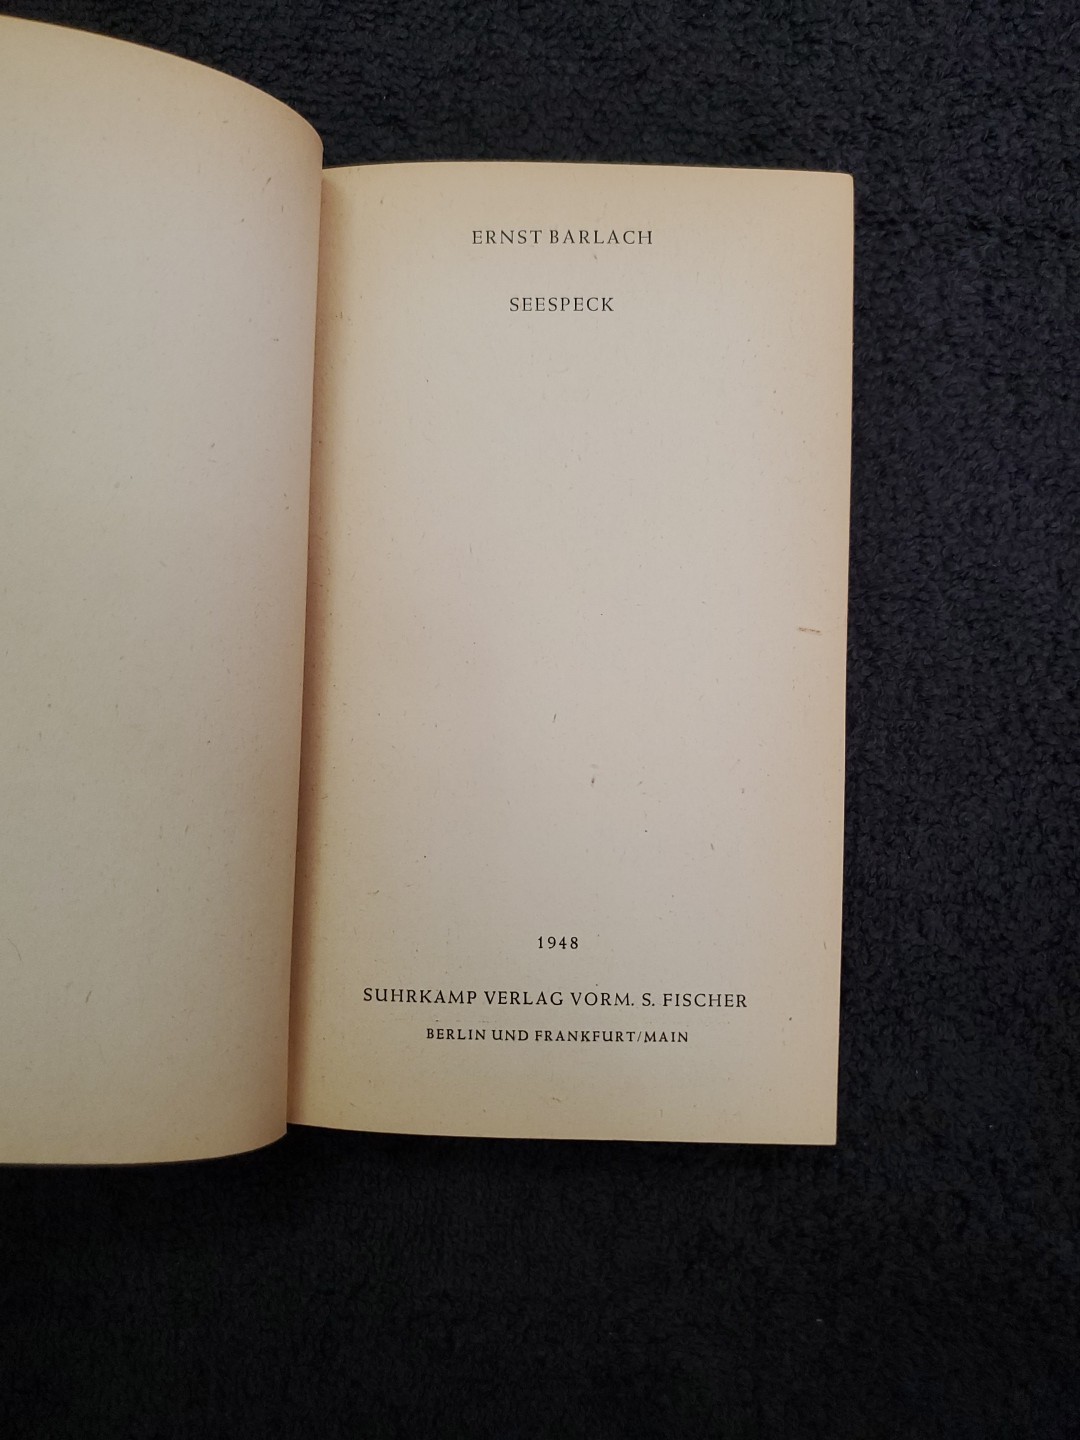 ERNST BARLACH
SEESPECK
1948
SUHRKAMP VERLAG VORM. S. FISCHER
BERLIN UND FRANKFURT/MAIN